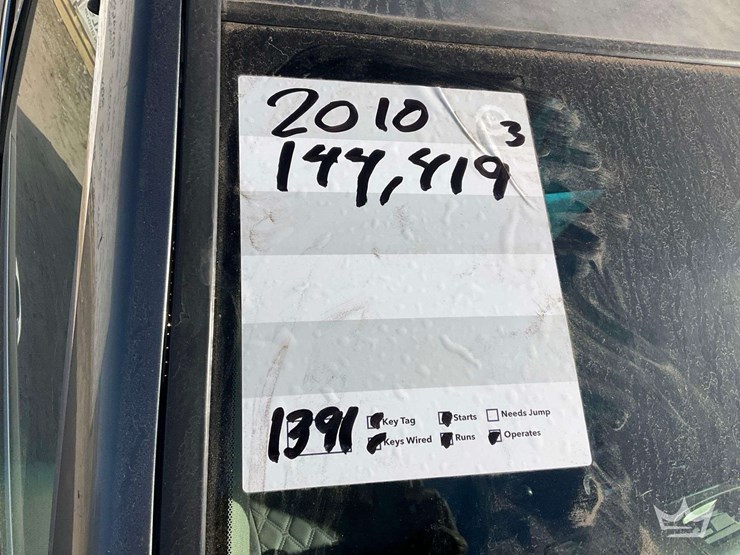 2010
3
144,419
1391
Key Tag Starts Needs Jump
Keys Wired Runs Operates